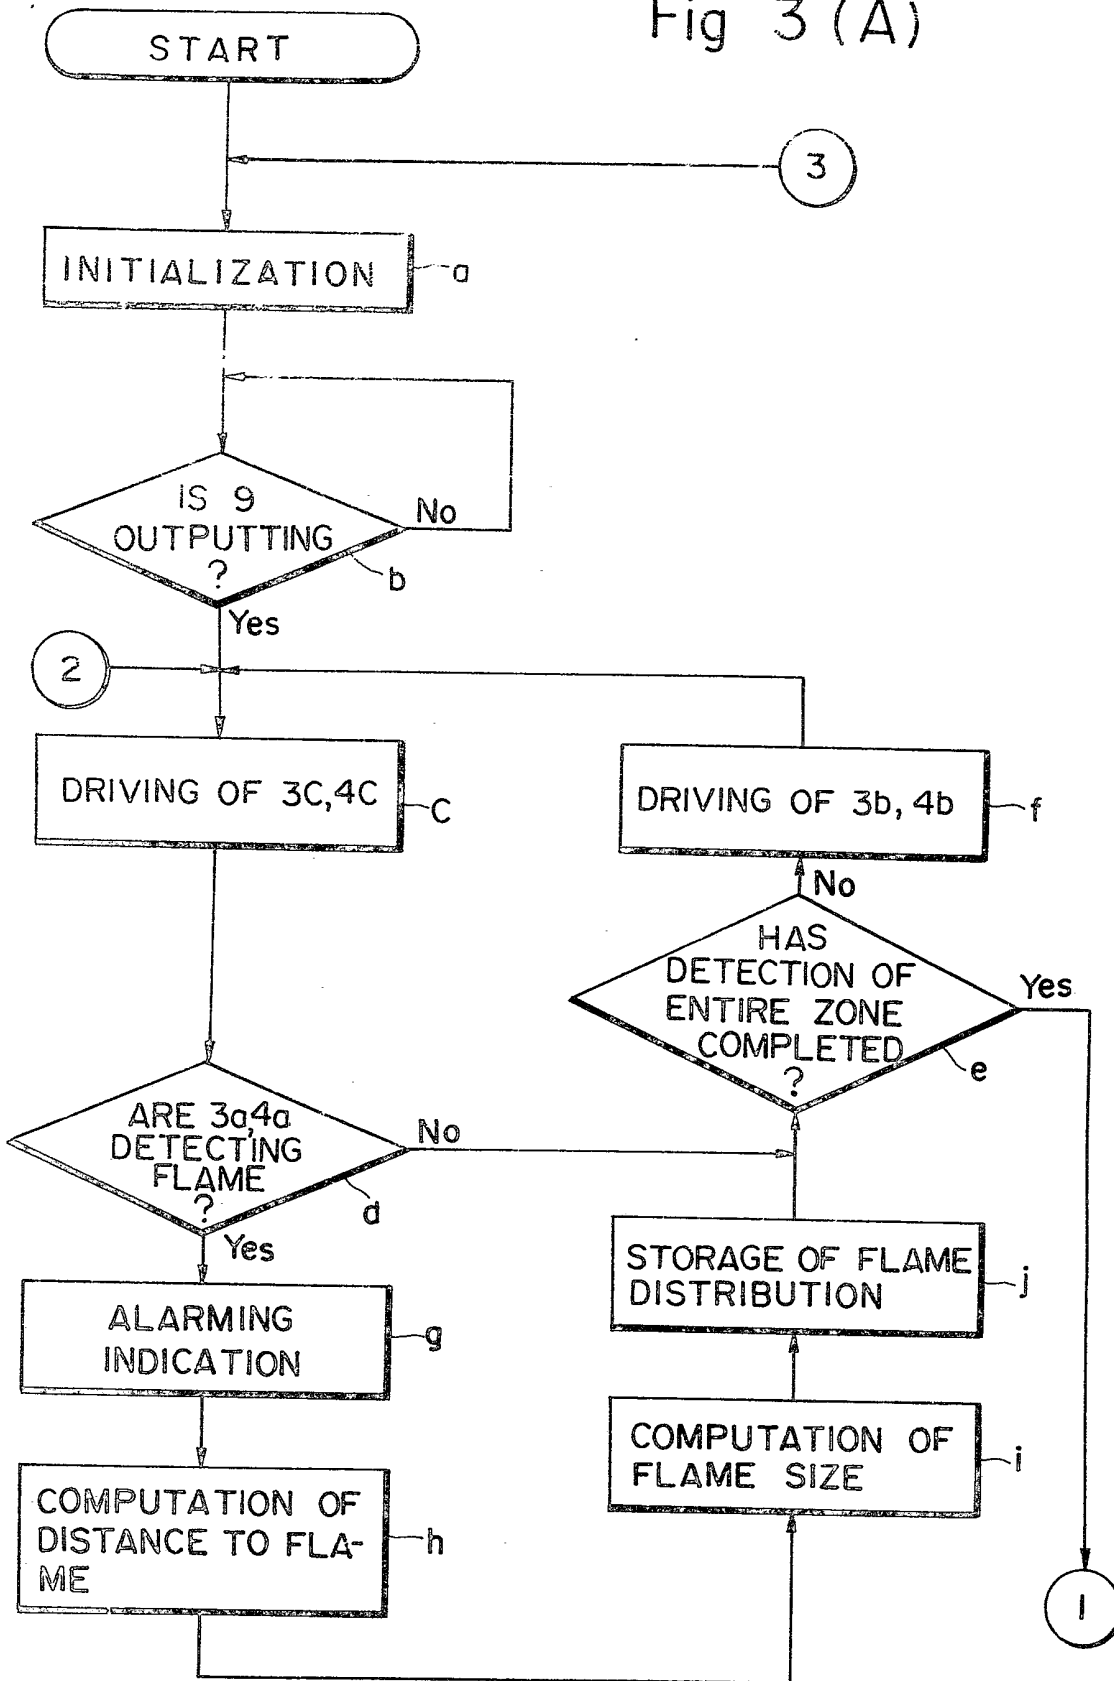 Fig 3 (A)
START
3
INITIALIZATION
a
IS 9
OUTPUTTING
?
No
b
Yes
2
DRIVING OF 3C, 4C
C
DRIVING OF 3b, 4b
f
No
HAS
DETECTION OF
ENTIRE ZONE
COMPLETED
?
Yes
e
ARE 3a,4a
DETECTING
FLAME
?
No
d
Yes
STORAGE OF FLAME
DISTRIBUTION
j
ALARMING
INDICATION
g
COMPUTATION OF
FLAME SIZE
i
COMPUTATION OF
DISTANCE TO FLA-
ME
h
1